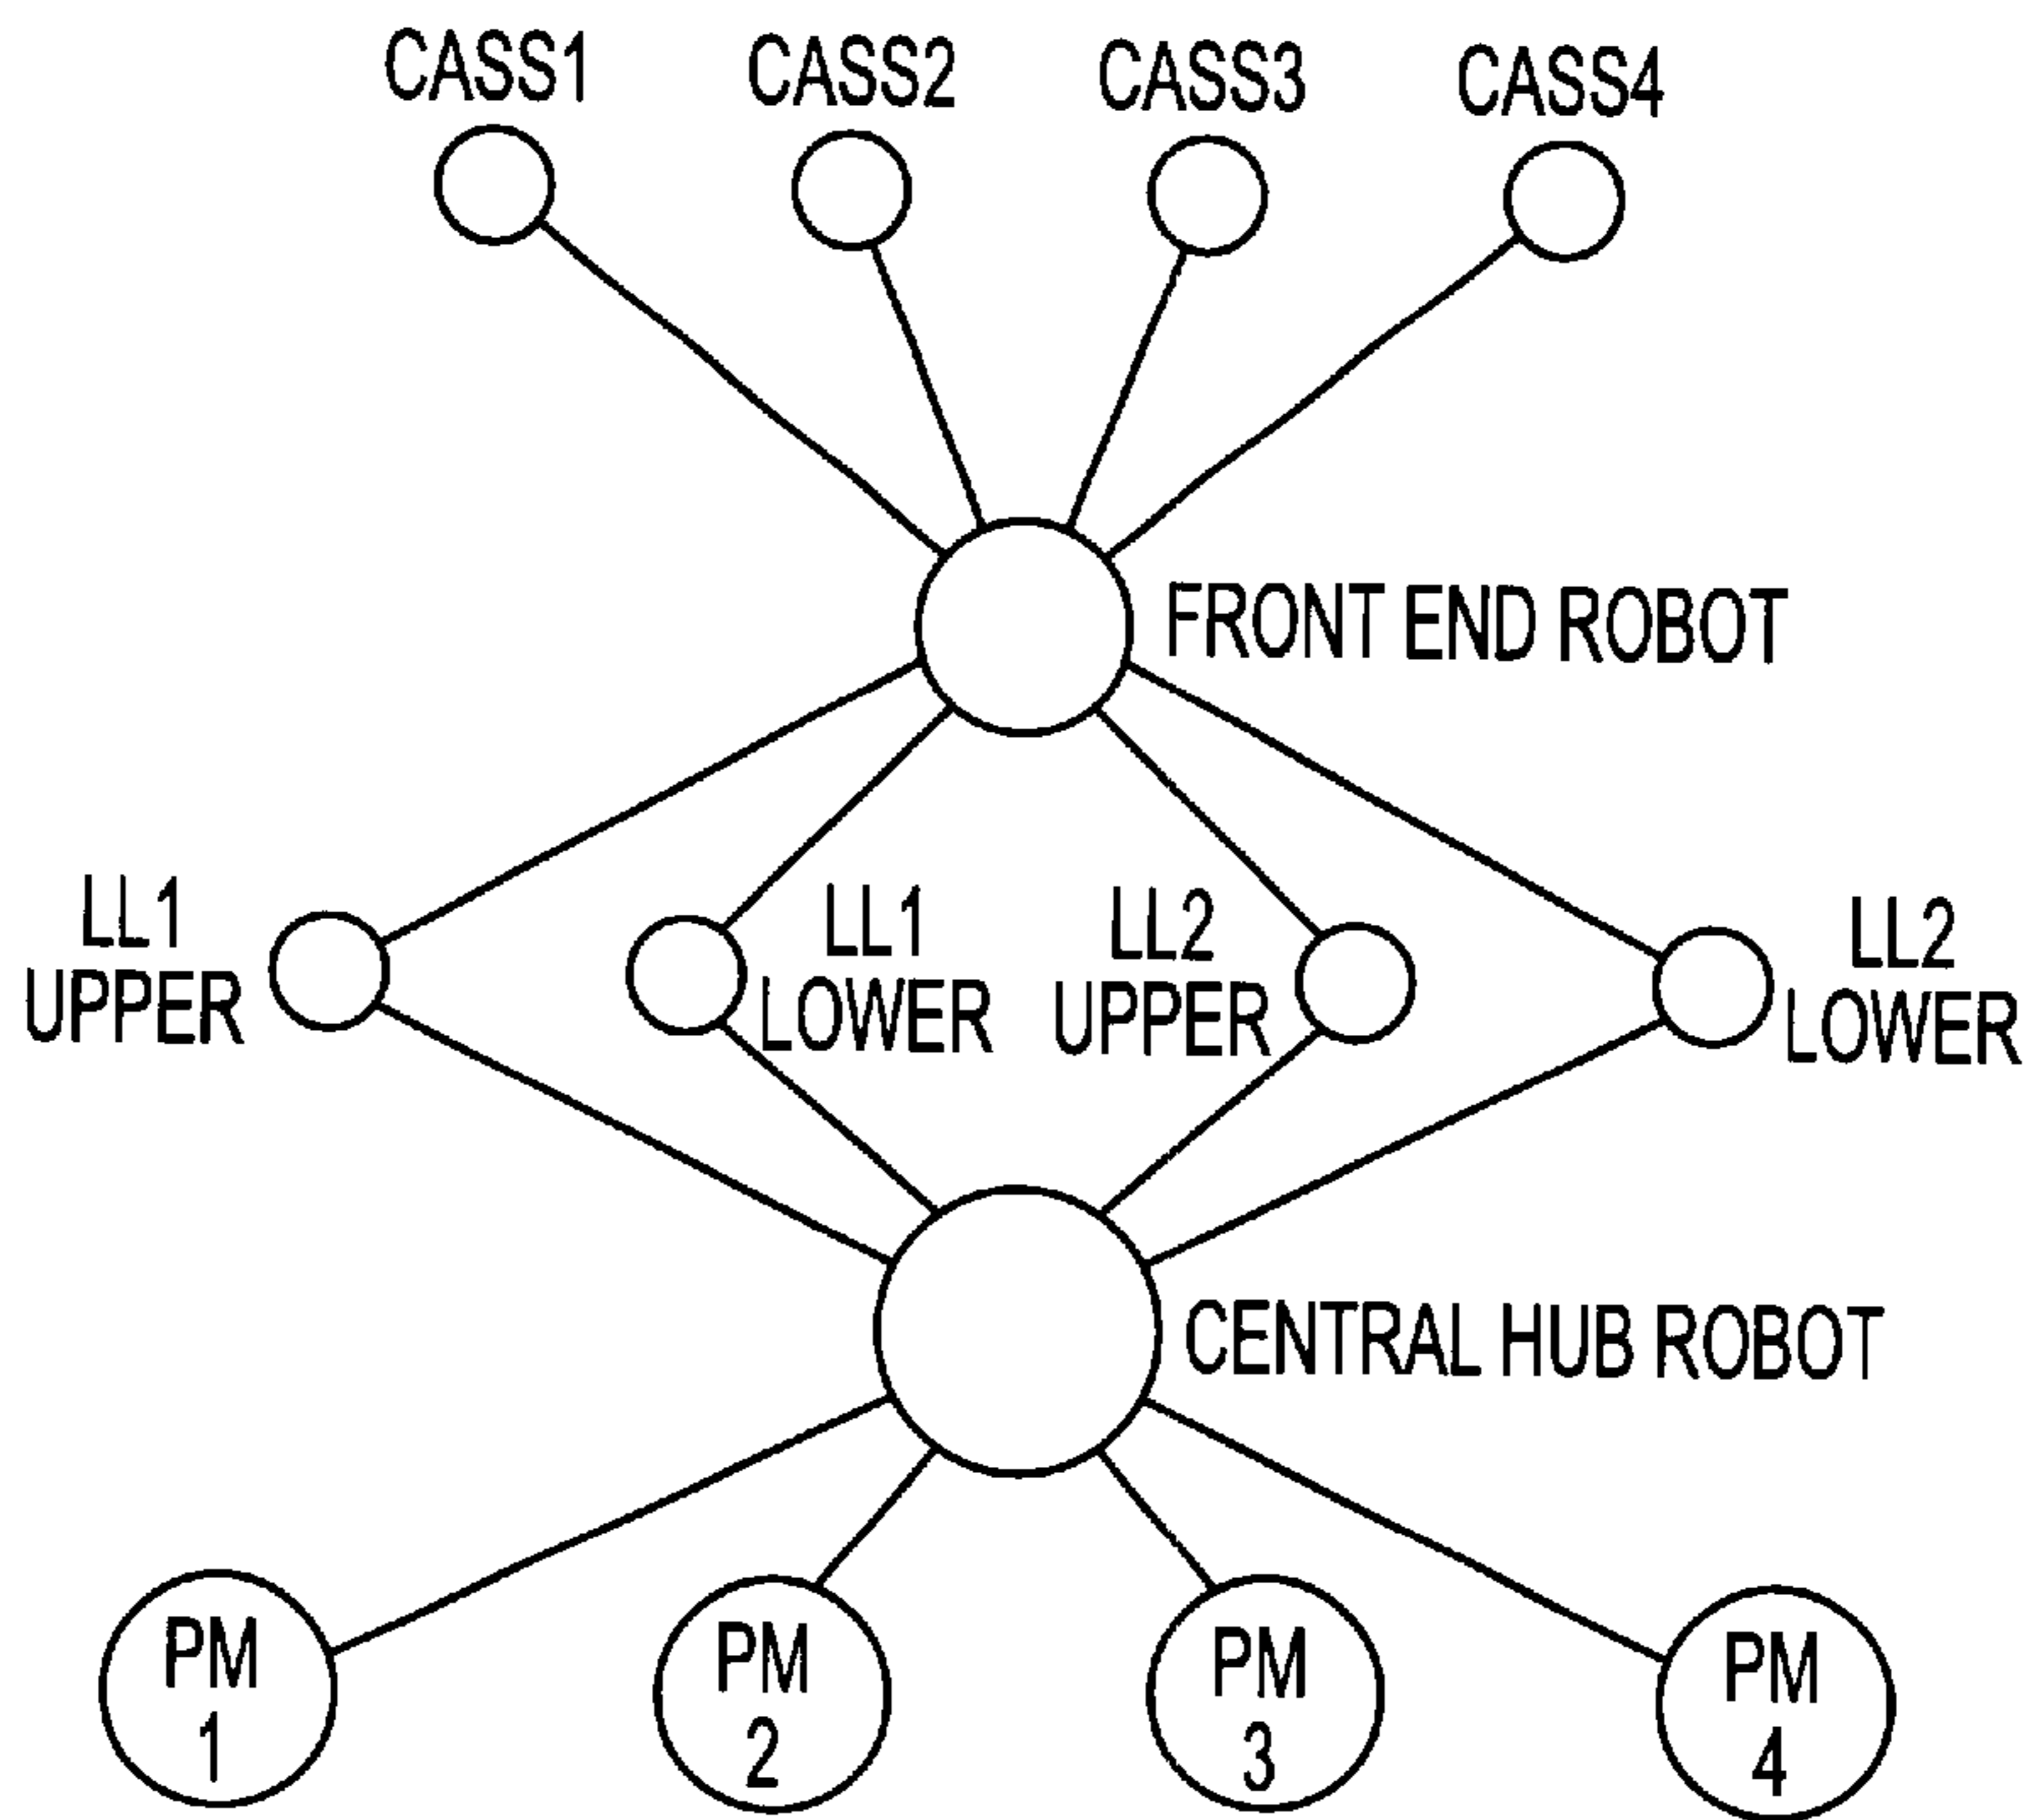 CASS1
CASS2
CASS3
CASS4
FRONT END ROBOT
LL1
UPPER
LL1
LOWER
LL2
UPPER
LL2
LOWER
CENTRAL HUB ROBOT
PM
1
PM
2
PM
3
PM
4